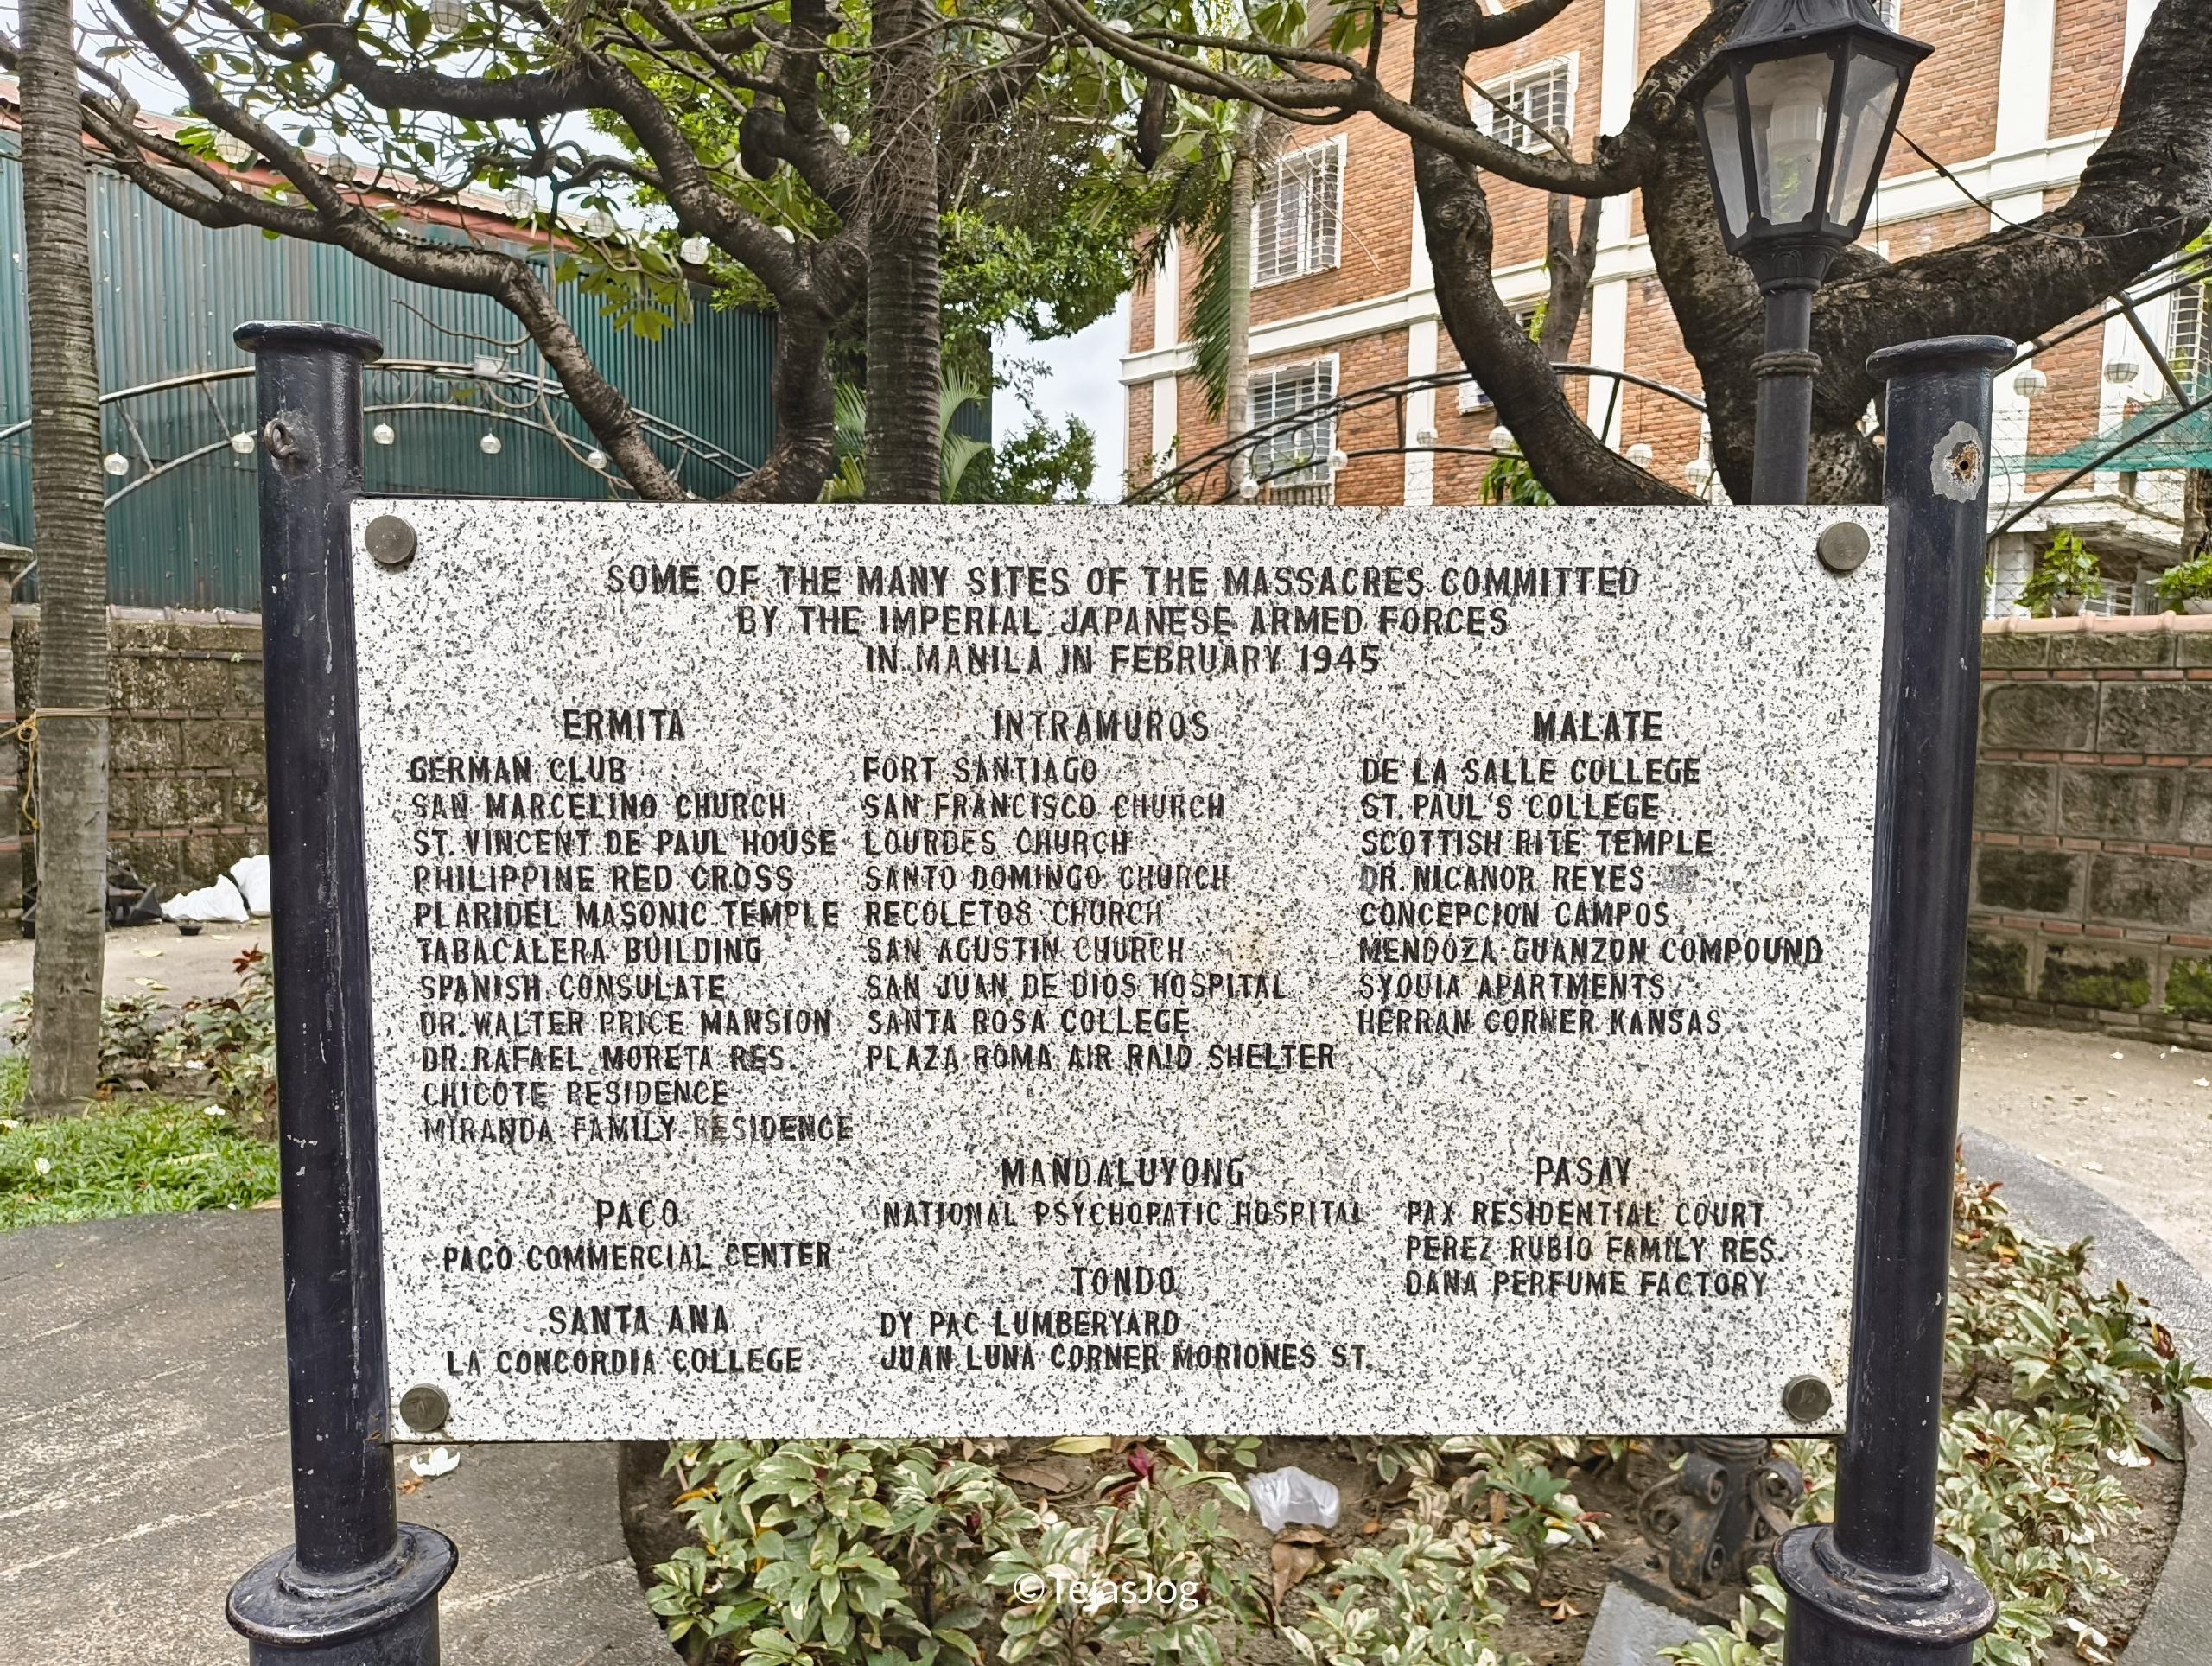 SOME OF THE MANY SITES OF THE MASSACRES COMMITTED
BY THE IMPERIAL JAPANESE ARMED FORCES
IN MANILA IN FEBRUARY 1945
ERMITA
GERMAN CLUB
SAN MARCELINO CHURCH
ST. VINCENT DE PAUL HOUSE
PHILIPPINE RED CROSS
PLARIDEL MASONIC TEMPLE
TABACALERA BUILDING
SPANISH CONSULATE
DR. WALTER PRICE MANSION
DR. RAFAEL MORETA RES.
CHICOTE RESIDENCE
MIRANDA FAMILY RESIDENCE
PACO
PACO COMMERCIAL CENTER
SANTA ANA
LA CONCORDIA COLLEGE
INTRAMUROS
FORT SANTIAGO
SAN FRANCISCO CHURCH
LOURDES CHURCH
SANTO DOMINGO CHURCH
RECOLETOS CHURCH
SAN AGUSTIN CHURCH
SAN JUAN DE DIOS HOSPITAL
SANTA ROSA COLLEGE
PLAZA ROMA AIR RAID SHELTER
MANDALUYONG
NATIONAL PSYCHOPATIC HOSPITAL
TONDO
DY PAC LUMBERYARD
JUAN LUNA CORNER MORIONES ST.
MALATE
DE LA SALLE COLLEGE
ST. PAUL'S COLLEGE
SCOTTISH RITE TEMPLE
DR. NICANOR REYES
CONCEPCION CAMPOS
MENDOZA-GUANZON COMPOUND
SYQUIA APARTMENTS
HERRAN CORNER KANSAS
PASAY
PAX RESIDENTIAL COURT
PEREZ RUBIO FAMILY RES.
DANA PERFUME FACTORY
©TejasJog